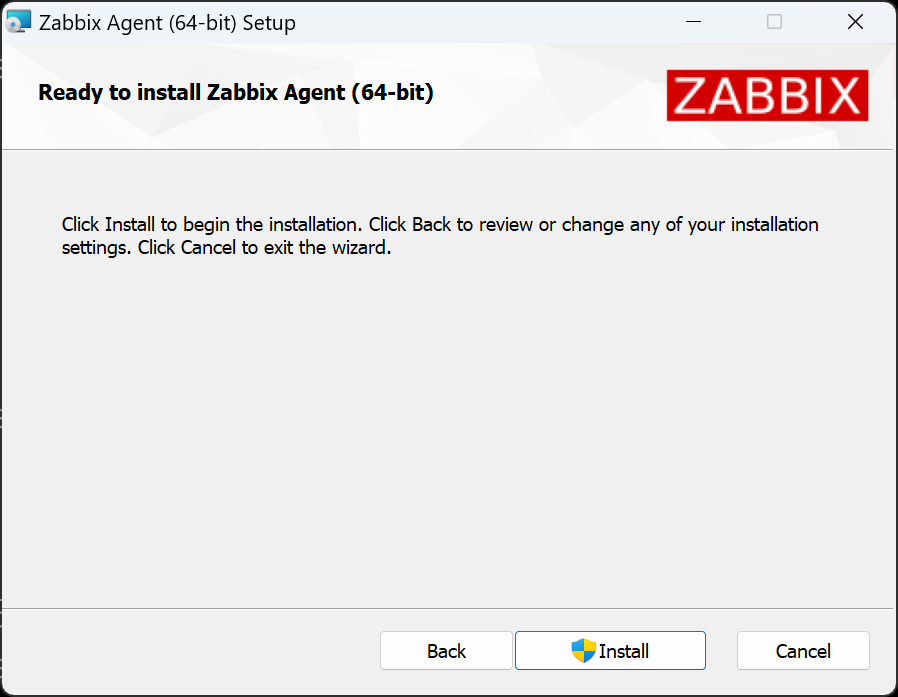 Zabbix Agent (64-bit) Setup
Ready to install Zabbix Agent (64-bit)
ZABBIX
Click Install to begin the installation. Click Back to review or change any of your installation
settings. Click Cancel to exit the wizard.
Back
Install
Cancel